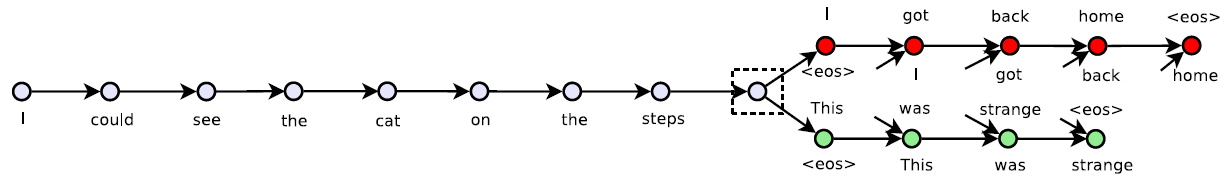 I got back home <eos>
<eos> I got back home
I could see the cat on the steps
This was strange <eos>
<eos> This was strange